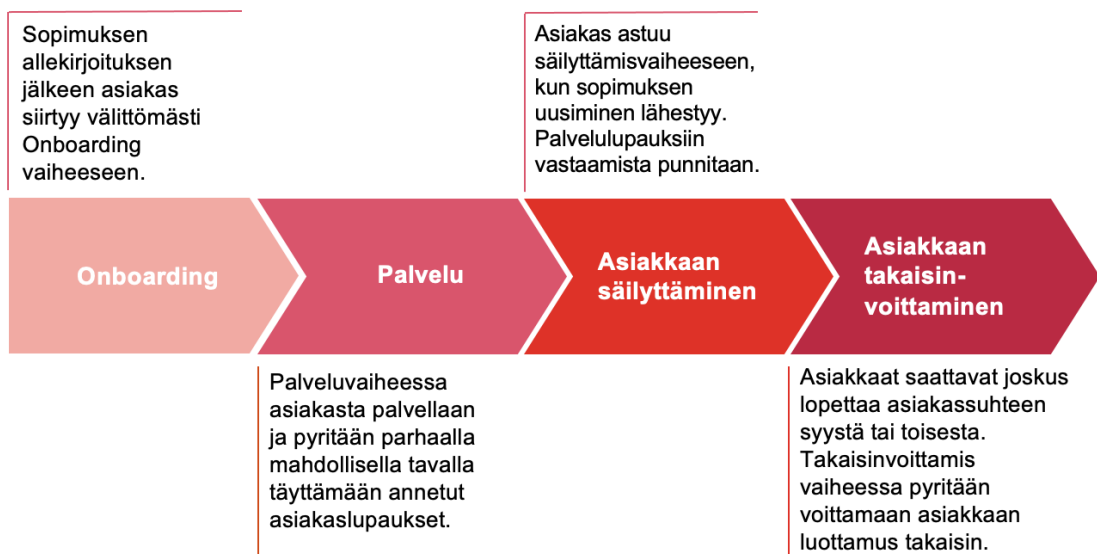 Sopimuksen
allekirjoituksen
jälkeen asiakas
siirtyy välittömästi
Onboarding
vaiheeseen.
Asiakas astuu
säilyttämisvaiheeseen,
kun sopimuksen
uusiminen lähestyy.
Palvelulupauksiin
vastaamista punnitaan.
Onboarding
Palvelu
Asiakkaan
säilyttäminen
Asiakkaan
takaisin-
voittaminen
Palveluvaiheessa
asiakasta palvellaan
ja pyritään parhaalla
mahdollisella tavalla
täyttämään annetut
asiakaslupaukset.
Asiakkaat saattavat joskus
lopettaa asiakassuhteen
syystä tai toisesta.
Takaisinvoittamis
vaiheessa pyritään
voittamaan asiakkaan
luottamus takaisin.